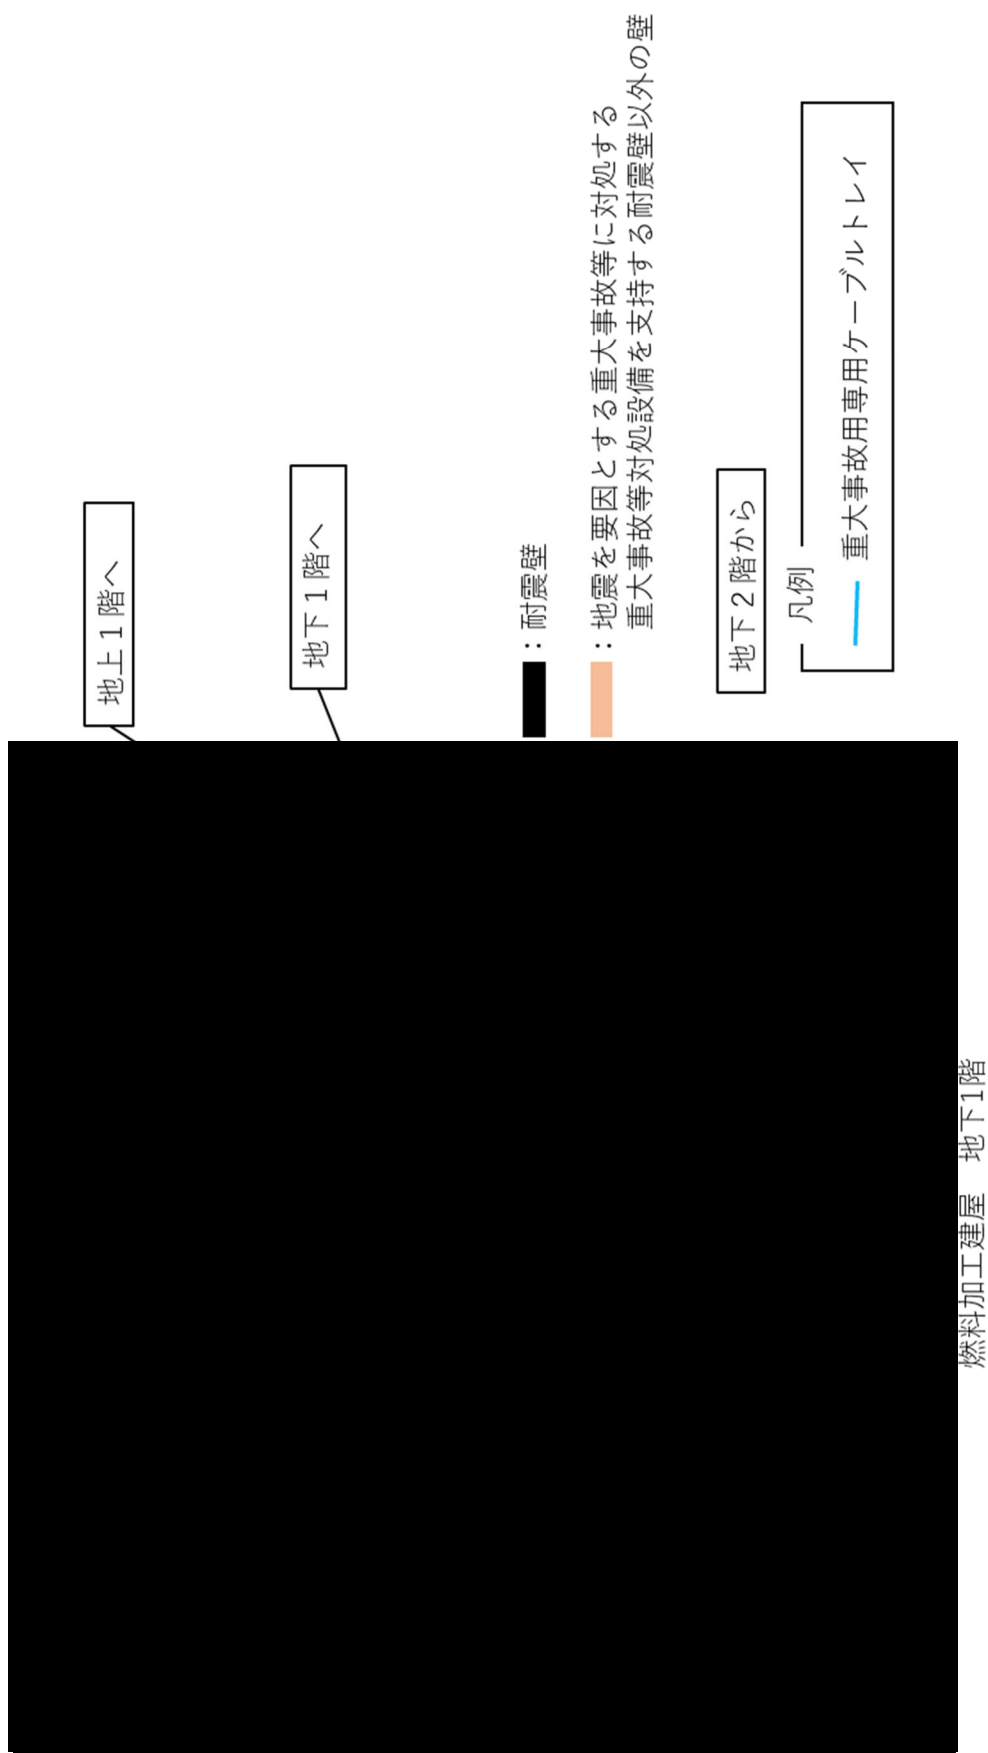 地上１階へ
地下１階へ
：耐震壁
：地震を要因とする重大事故等に対処する
重大事故等対処設備を支持する耐震壁以外の壁
地下２階から
凡例
重大事故用専用ケーブルトレイ
燃料加工建屋　地下1階